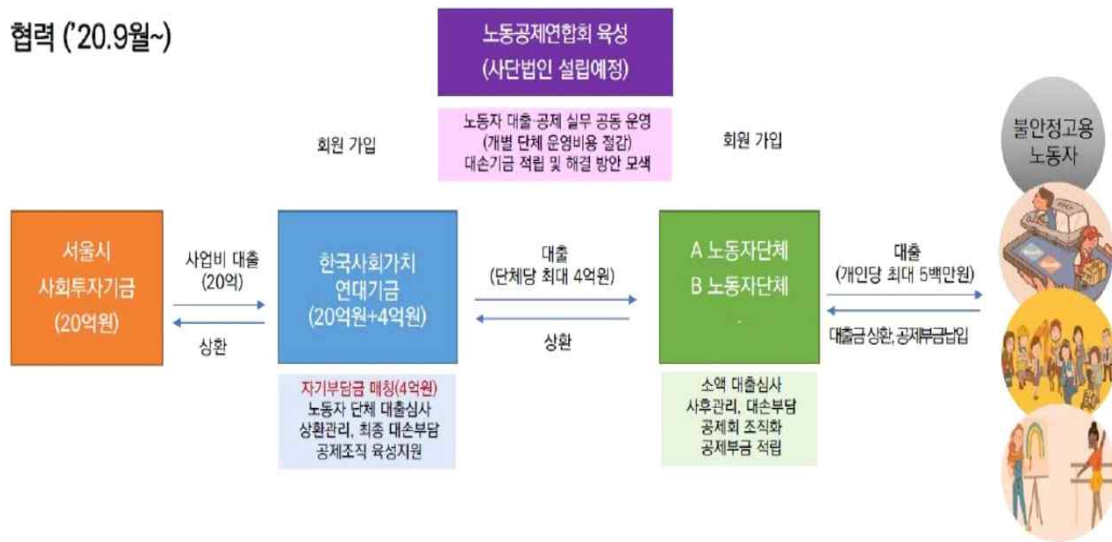 협력 ('20.9월~)
노동공제연합회 육성
(사단법인 설립예정)
노동자 대출·공제 실무 공동 운영
(개별 단체 운영비용 절감)
대손기금 적립 및 해결 방안 모색
회원 가입
회원 가입
불안정고용
노동자
서울시
사회투자기금
(20억원)
사업비 대출
(20억)
상환
한국사회가치
연대기금
(20억원+4억원)
대출
(단체당 최대 4억원)
상환
A 노동자단체
B 노동자단체
.
대출
(개인당 최대 5백만원)
대출금 상환, 공제부금납입
자기부담금 매칭(4억원)
노동자 단체 대출심사
상환관리, 최종 대손부담
공제조직 육성지원
소액 대출심사
사후관리, 대손부담
공제회 조직화
공제부금 적립